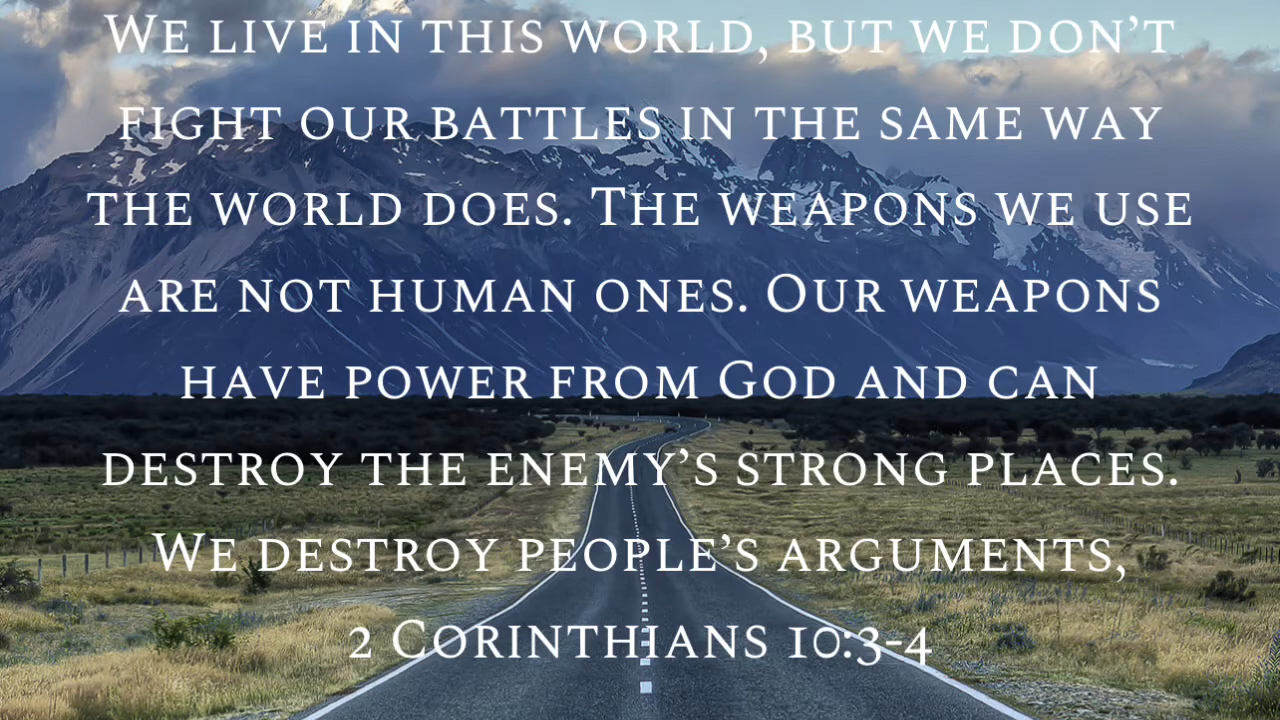 We live in this world, but we don’t
fight our battles in the same way
the world does. The weapons we use
are not human ones. Our weapons
have power from God and can
destroy the enemy’s strong places.
We destroy people’s arguments,
2 Corinthians 10:3-4